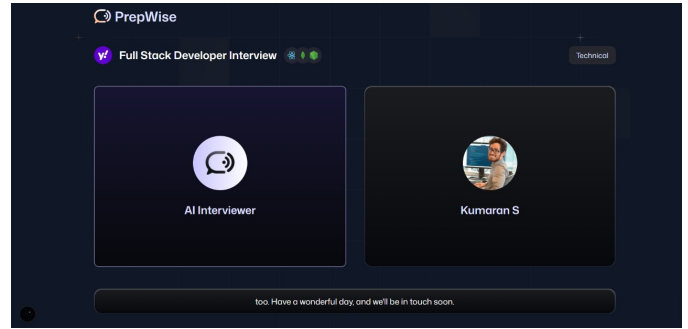 PrepWise
y!
Full Stack Developer Interview
Technical
AI Interviewer
Kumaran S
too. Have a wonderful day, and we'll be in touch soon.